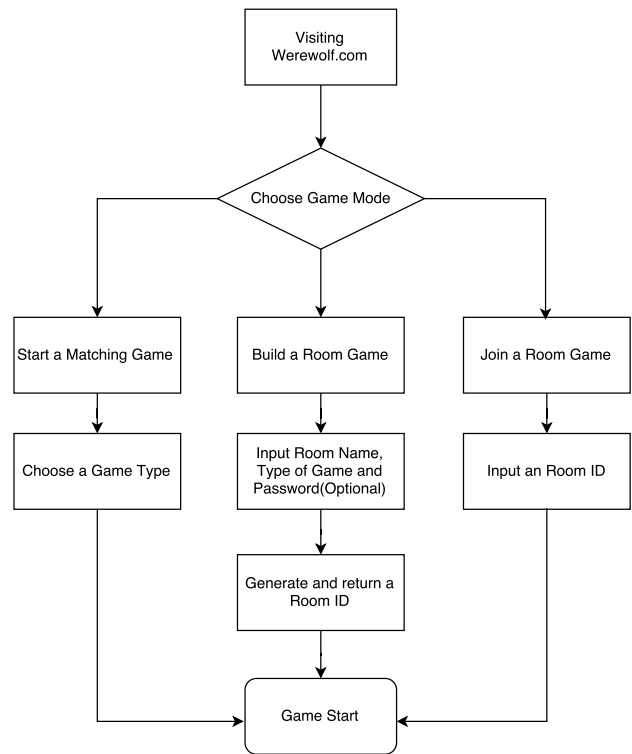 Visiting
Werewolf.com
Choose Game Mode
Start a Matching Game
Build a Room Game
Join a Room Game
Choose a Game Type
Input Room Name,
Type of Game and
Password(Optional)
Input an Room ID
Generate and return a
Room ID
Game Start